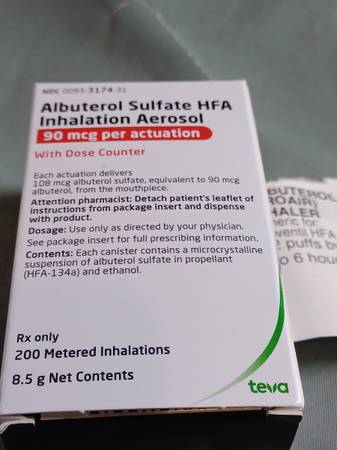 NDC 0093-3174-31
Albuterol Sulfate HFA
Inhalation Aerosol
90 mcg per actuation
With Dose Counter
Each actuation delivers
108 mcg albuterol sulfate, equivalent to 90 mcg
albuterol, from the mouthpiece.
Attention pharmacist: Detach patient's leaflet of
instructions from package insert and dispense
with product.
Dosage: Use only as directed by your physician.
See package insert for full prescribing information.
Contents: Each canister contains a microcrystalline
suspension of albuterol sulfate in propellant
(HFA-134a) and ethanol.
Rx only
200 Metered Inhalations
8.5 g Net Contents
teva
BUTEROL
ROAIR)
HALER
neric for:
ventil HFA
puffs b
o 6 hou